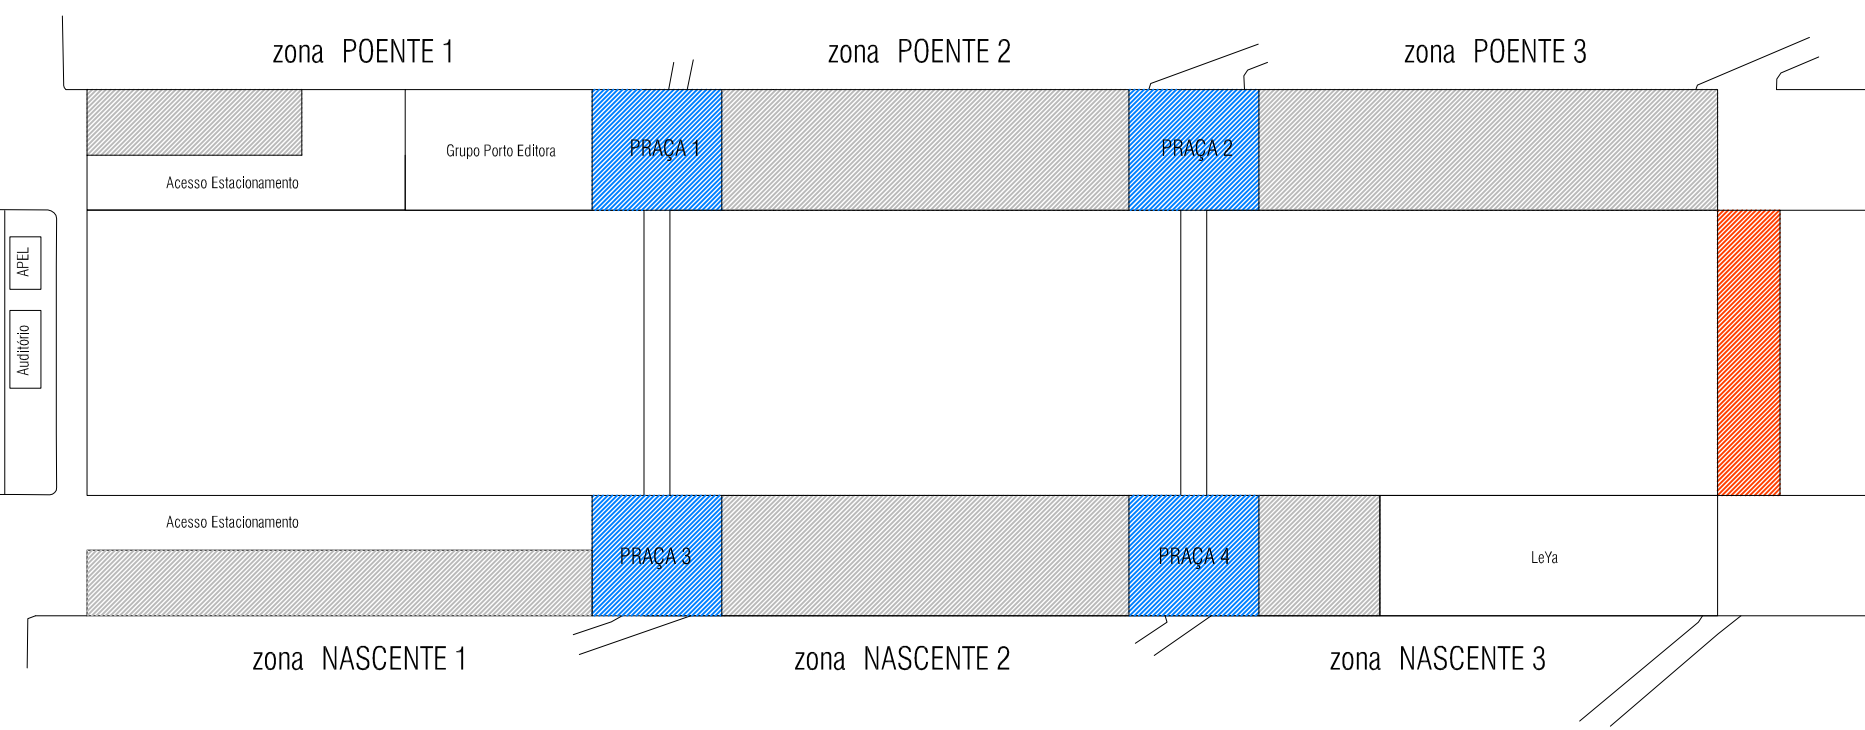 zona POENTE 1
zona POENTE 2
zona POENTE 3
Grupo Porto Editora
PRAÇA 1
PRAÇA 2
Acesso Estacionamento
APEL
Auditório
Acesso Estacionamento
PRAÇA 3
PRAÇA 4
LeYa
zona NASCENTE 1
zona NASCENTE 2
zona NASCENTE 3